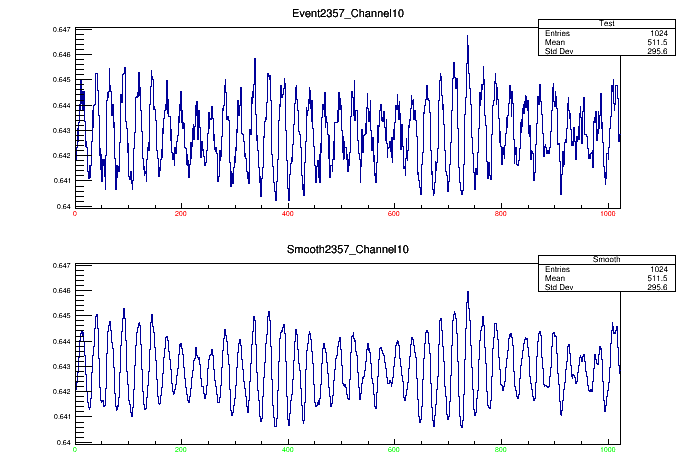 Event2357_Channel10
Test
Entries 1024
Mean 511.5
Std Dev 295.6
0.647
0.646
0.645
0.644
0.643
0.642
0.641
0.64
0 200 400 600 800 1000
Smooth2357_Channel10
Smooth
Entries 1024
Mean 511.5
Std Dev 295.6
0.647
0.646
0.645
0.644
0.643
0.642
0.641
0.64
0 200 400 600 800 1000